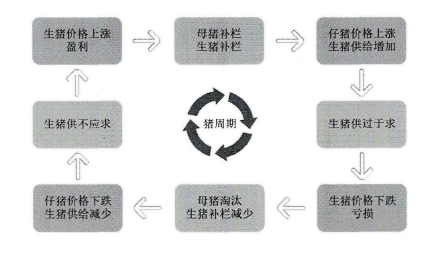 生猪价格上涨
盈利
母猪补栏
生猪补栏
仔猪价格上涨
生猪供给增加
生猪供不应求
猪周期
生猪供过于求
仔猪价格下跌
生猪供给减少
母猪淘汰
生猪补栏减少
生猪价格下跌
亏损